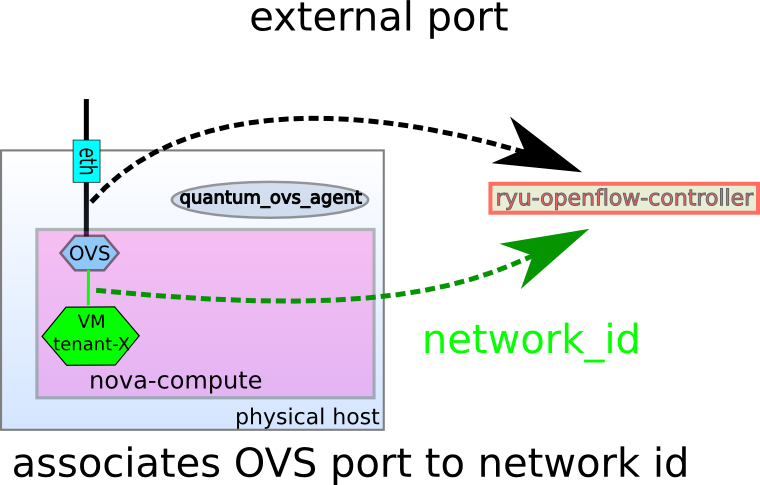 external port
eth
quantum_ovs_agent
ryu-openflow-controller
OVS
VM
tenant-X
network_id
nova-compute
physical host
associates OVS port to network id